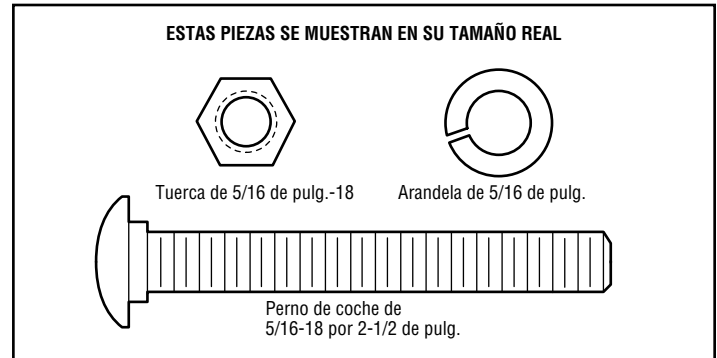 ESTAS PIEZAS SE MUESTRAN EN SU TAMAÑO REAL
Tuerca de 5/16 de pulg.-18
Arandela de 5/16 de pulg.
Perno de coche de
5/16-18 por 2-1/2 de pulg.